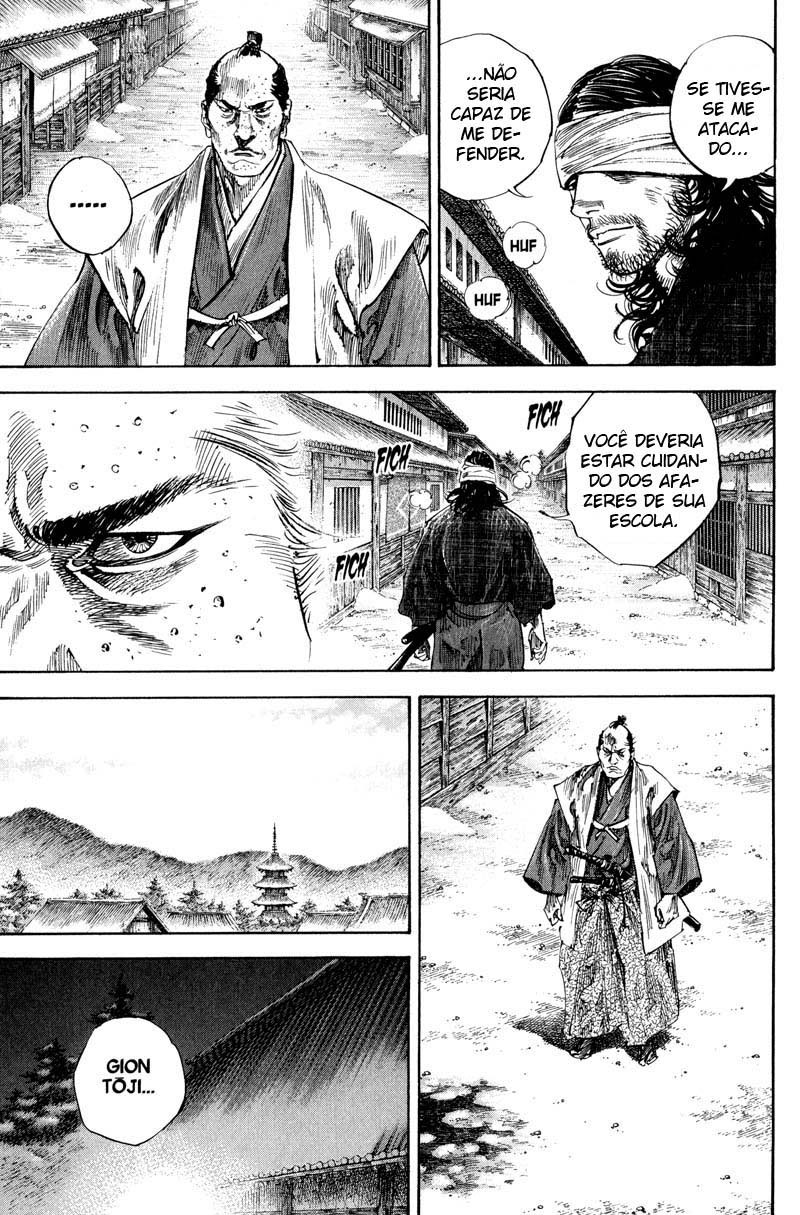 SE TIVES-
SE ME
ATACA-
DO...
...NÃO
SERIA
CAPAZ DE
ME DE-
FENDER.
HUF
HUF
.....
VOCÊ DEVERIA
ESTAR CUIDAN-
DO DOS AFA-
ZERES DE SUA
ESCOLA.
FICH
FICH
FICH
GION
TŌJI...